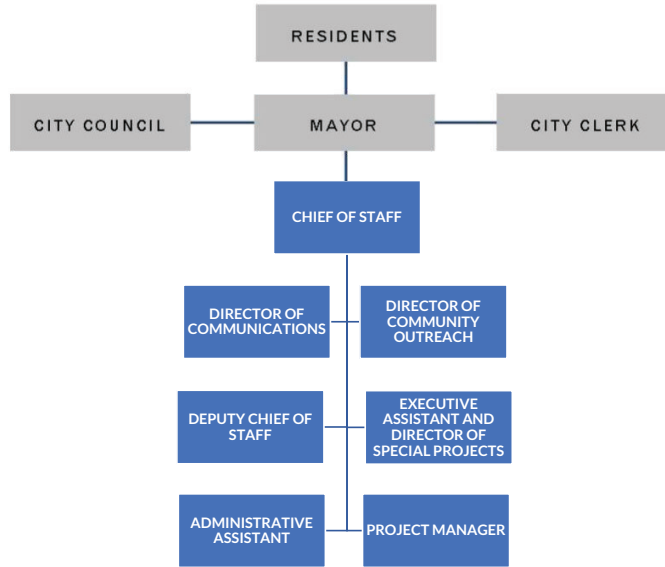 RESIDENTS
CITY COUNCIL
MAYOR
CITY CLERK
CHIEF OF STAFF
DIRECTOR OF
COMMUNICATIONS
DIRECTOR OF
COMMUNITY
OUTREACH
DEPUTY CHIEF OF
STAFF
EXECUTIVE
ASSISTANT AND
DIRECTOR OF
SPECIAL PROJECTS
ADMINISTRATIVE
ASSISTANT
PROJECT MANAGER